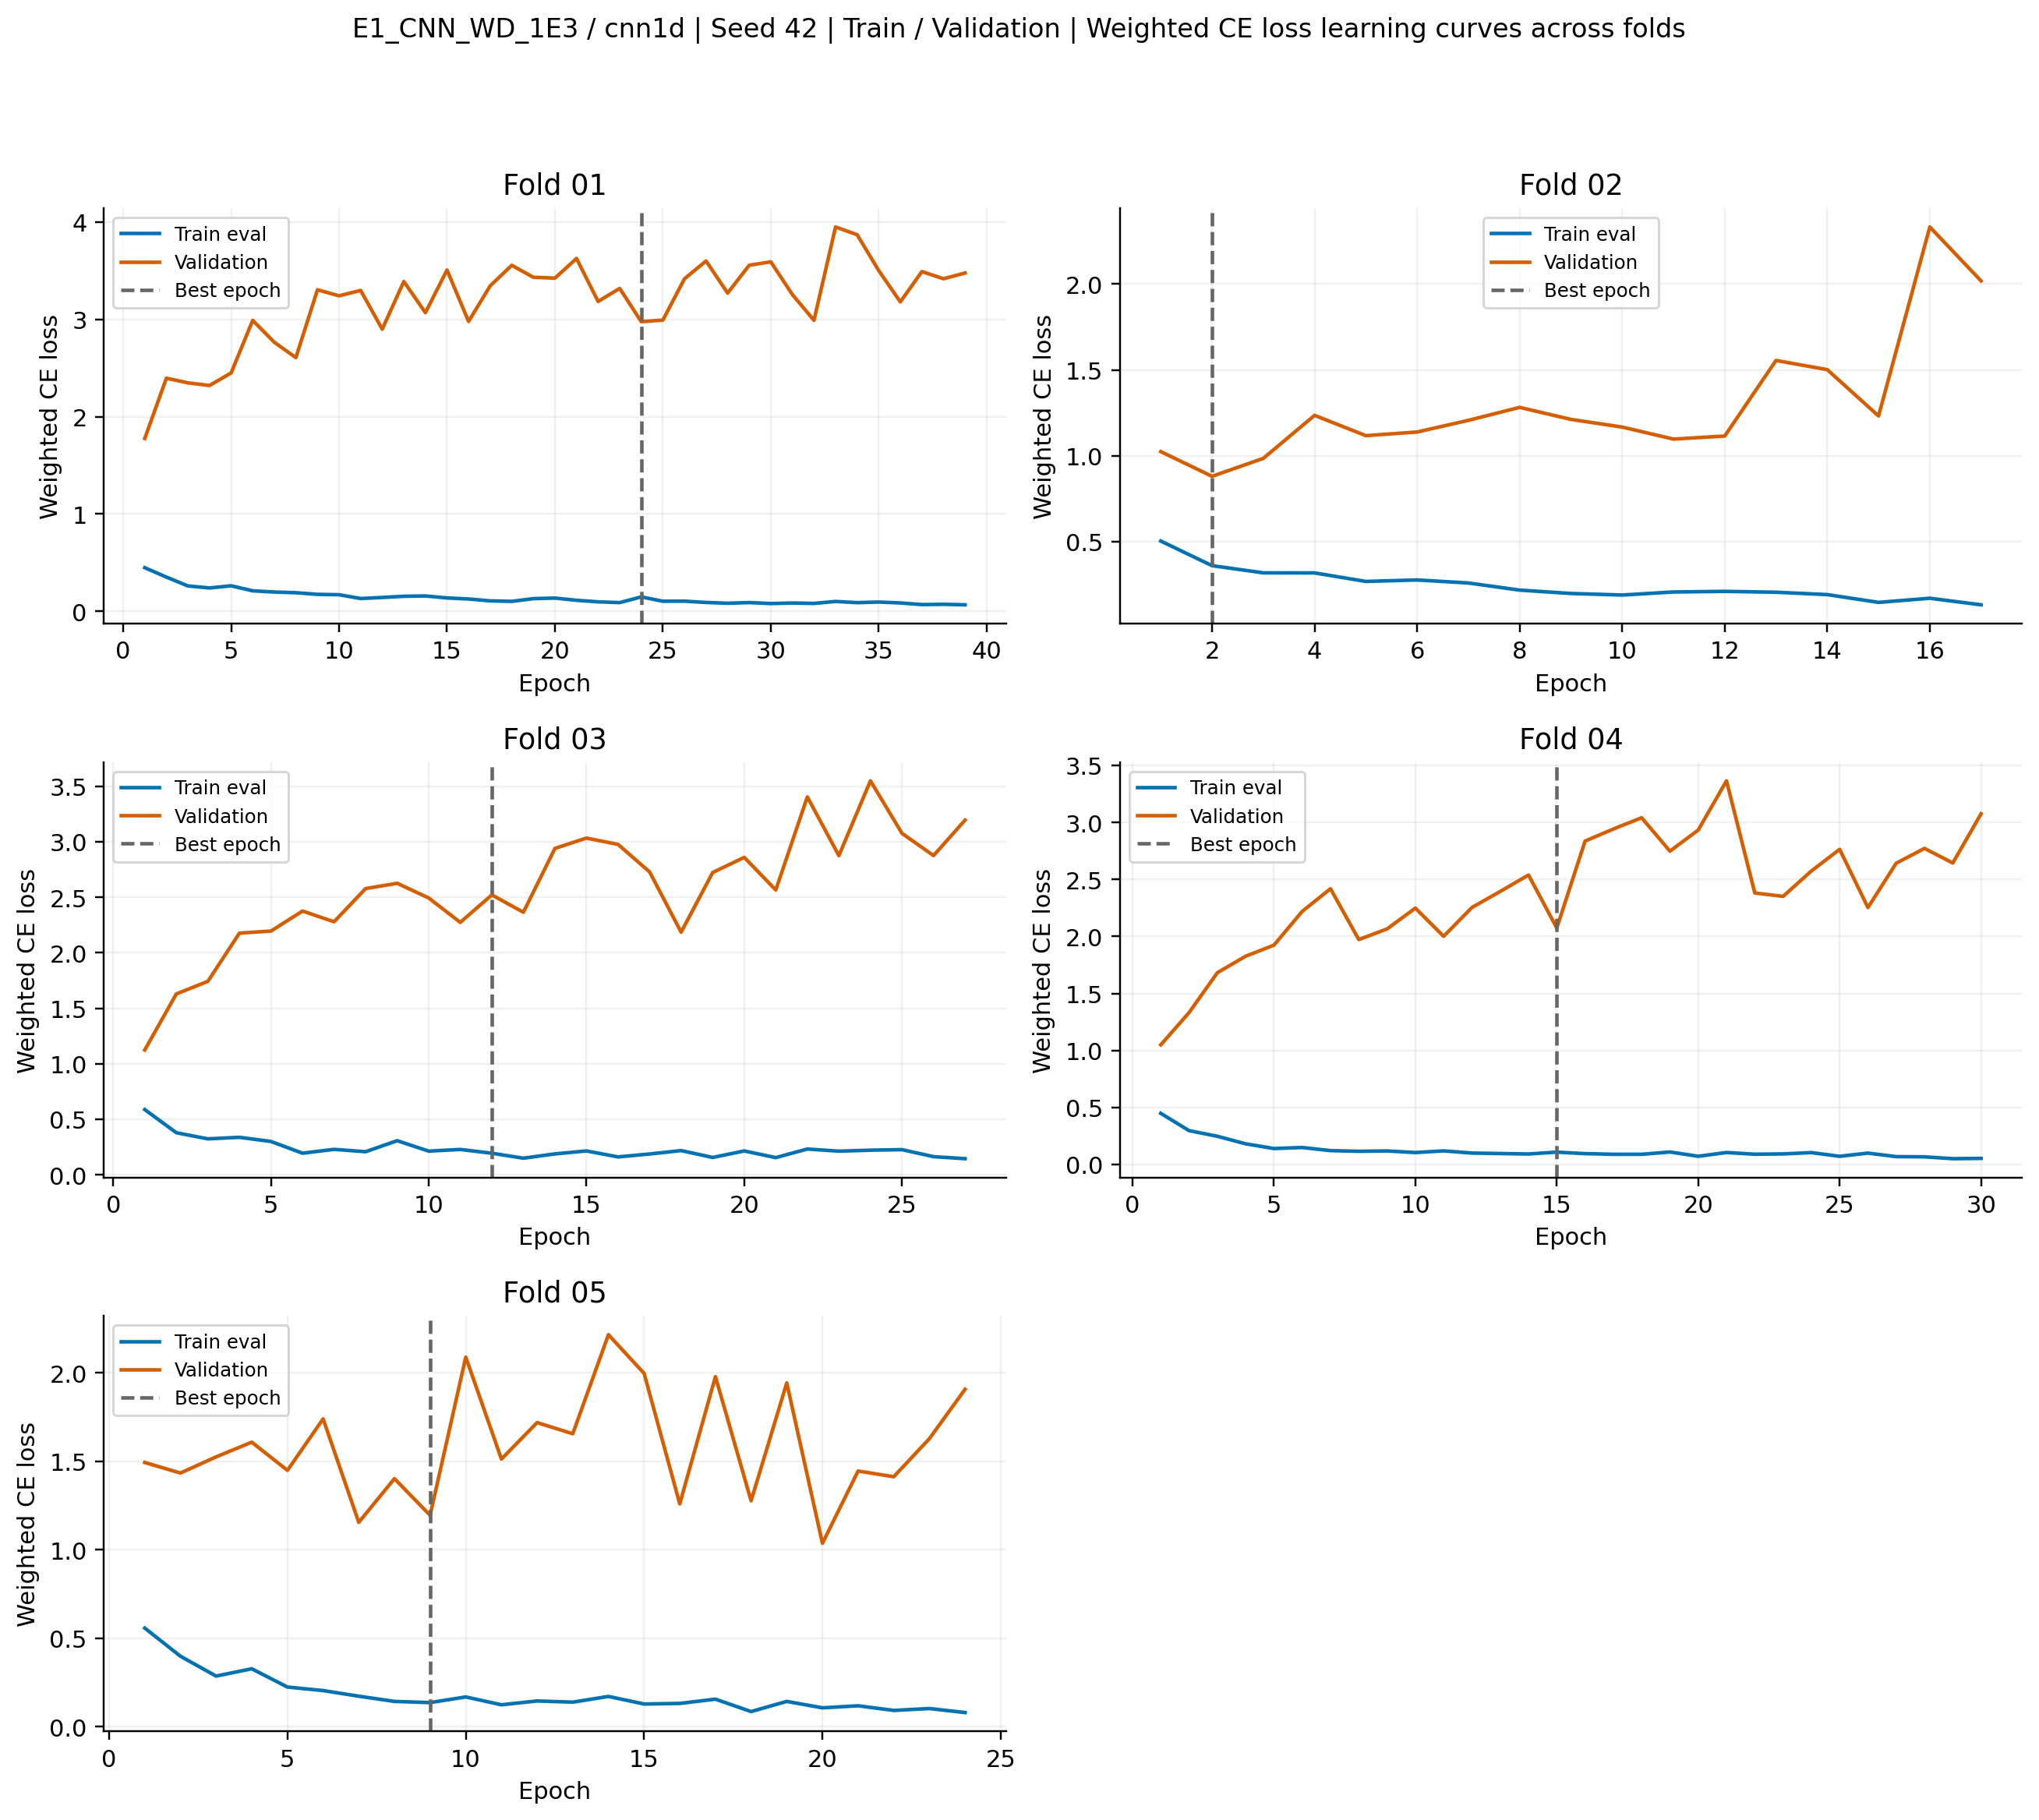 E1_CNN_WD_1E3 / cnn1d | Seed 42 | Train / Validation | Weighted CE loss learning curves across folds
Fold 01
Train eval
Validation
Best epoch
Weighted CE loss
4
3
2
1
0
0 5 10 15 20 25 30 35 40
Epoch
Fold 02
Train eval
Validation
Best epoch
Weighted CE loss
2.0
1.5
1.0
0.5
2 4 6 8 10 12 14 16
Epoch
Fold 03
Train eval
Validation
Best epoch
Weighted CE loss
3.5
3.0
2.5
2.0
1.5
1.0
0.5
0.0
0 5 10 15 20 25
Epoch
Fold 04
Train eval
Validation
Best epoch
Weighted CE loss
3.5
3.0
2.5
2.0
1.5
1.0
0.5
0.0
0 5 10 15 20 25 30
Epoch
Fold 05
Train eval
Validation
Best epoch
Weighted CE loss
2.0
1.5
1.0
0.5
0.0
0 5 10 15 20 25
Epoch